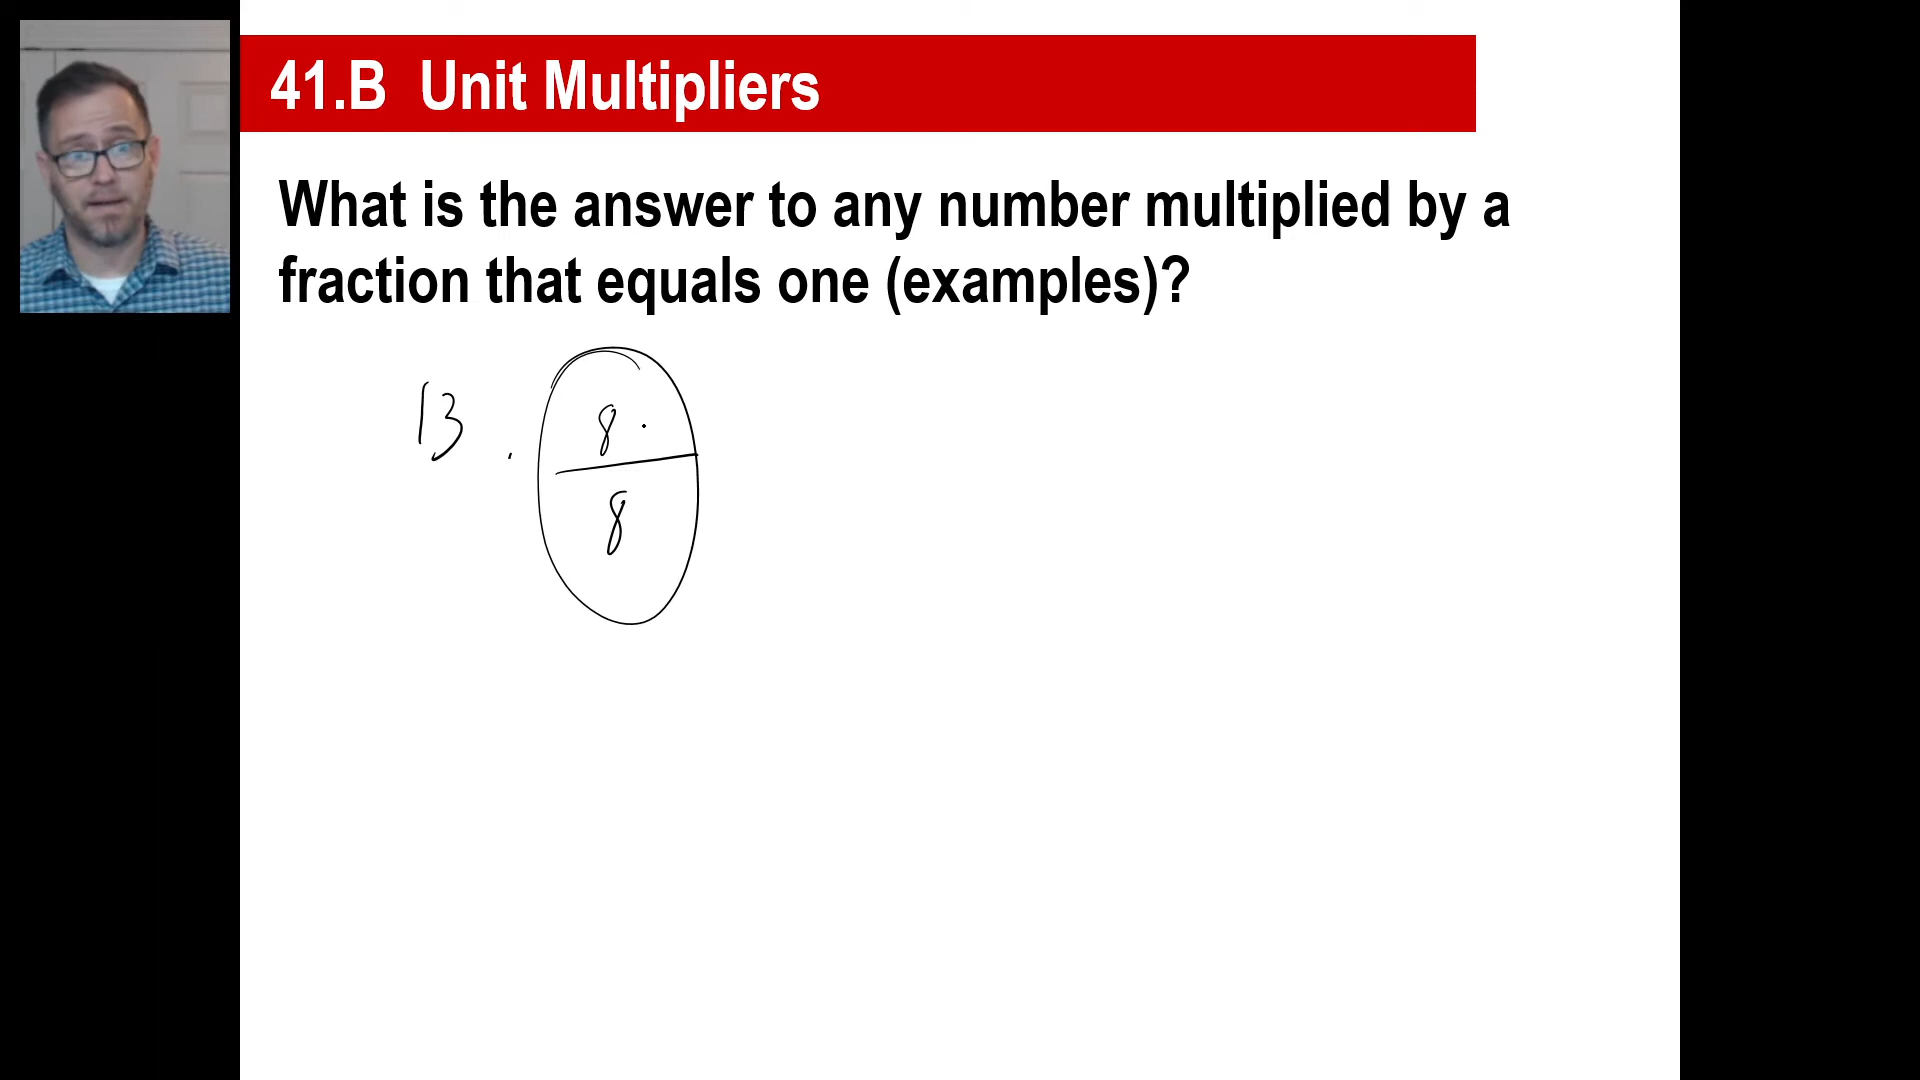 41.B Unit Multipliers
What is the answer to any number multiplied by a
fraction that equals one (examples)?
13 · 8
8